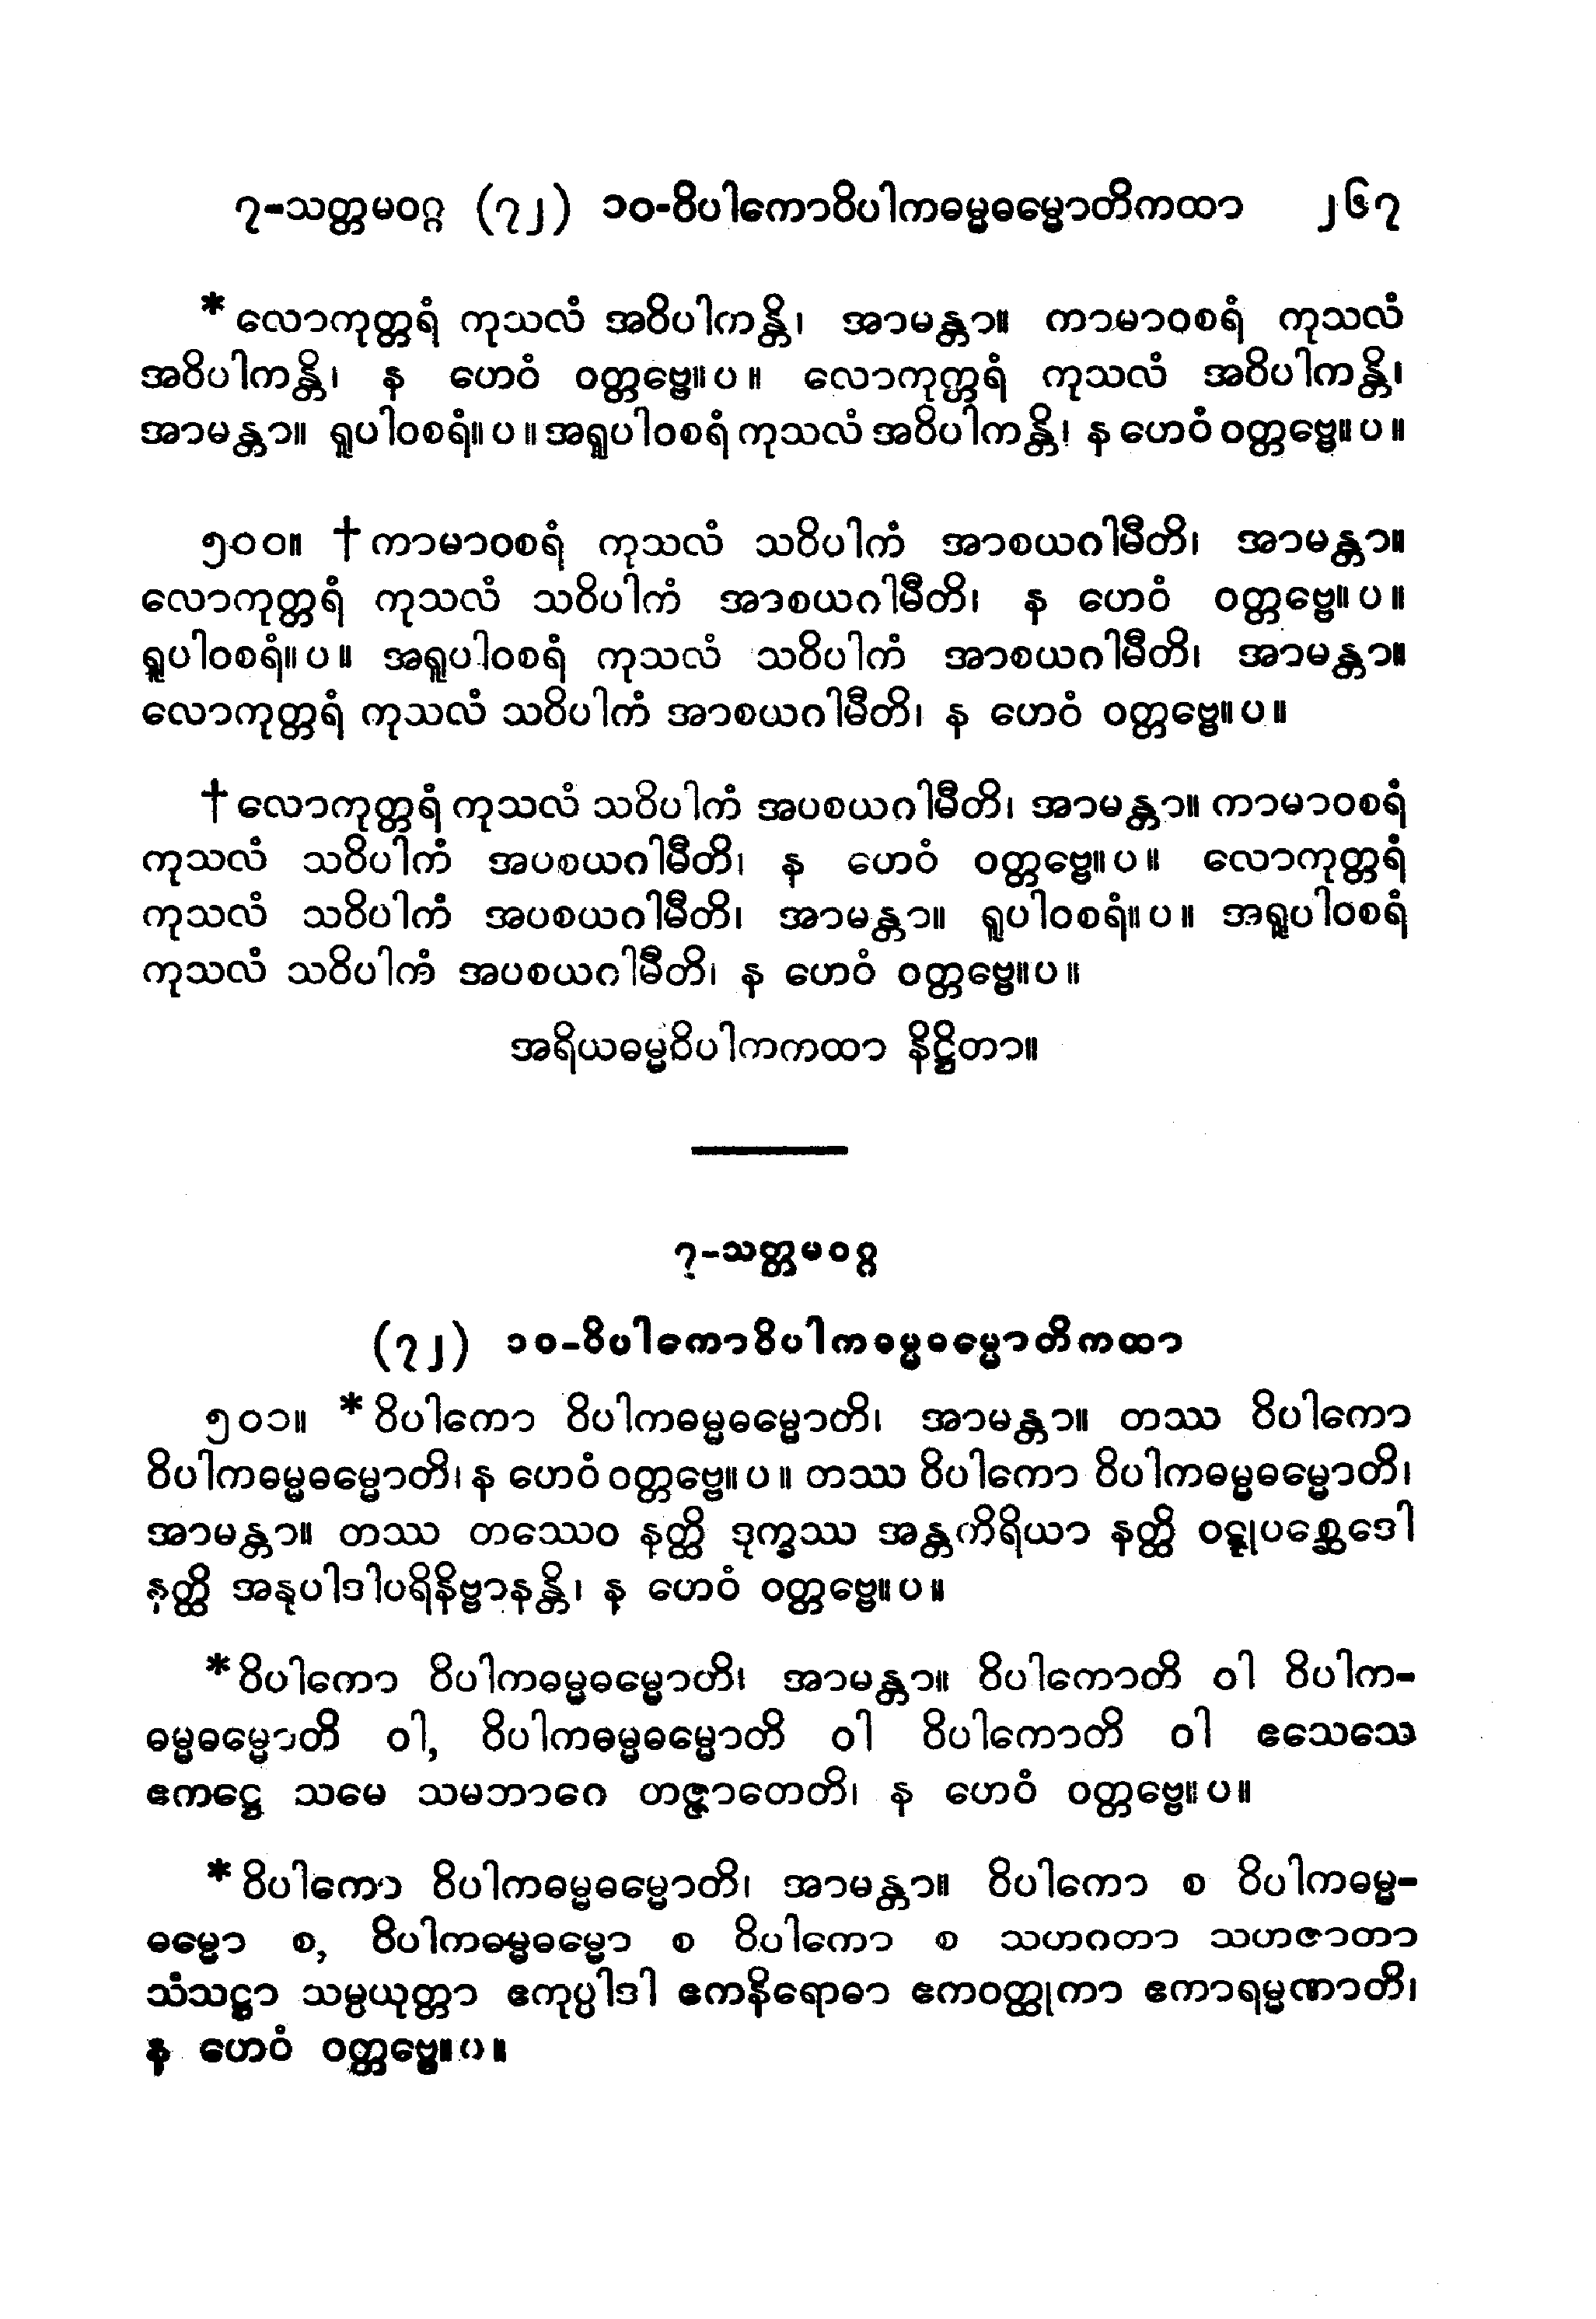 ၇-သတ္တမဝဂ္ဂ (၇၂) ၁၀-ဝိပါကောဝိပါကဓမ္မဓမ္မောတိကထာ ၂၆၇
*လောကုတ္တရံ ကုသလံ အဝိပါကန္တိ၊ အာမန္တာ။ ကာမာဝစရံ ကုသလံ
အဝိပါကန္တိ၊ န ဟေဝံ ဝတ္တဗ္ဗေ။ပ။ လောကုတ္တရံ ကုသလံ အဝိပါကန္တိ၊
အာမန္တာ။ ရူပါဝစရံ။ပ။အရူပါဝစရံ ကုသလံ အဝိပါကန္တိ၊ န ဟေဝံ ဝတ္တဗ္ဗေ။ပ။
၅၀၀။ †ကာမာဝစရံ ကုသလံ သဝိပါကံ အာစယဂါမီတိ၊ အာမန္တာ။
လောကုတ္တရံ ကုသလံ သဝိပါကံ အာစယဂါမီတိ၊ န ဟေဝံ ဝတ္တဗ္ဗေ။ပ။
ရူပါဝစရံ။ပ။ အရူပါဝစရံ ကုသလံ သဝိပါကံ အာစယဂါမီတိ၊ အာမန္တာ။
လောကုတ္တရံ ကုသလံ သဝိပါကံ အာစယဂါမီတိ၊ န ဟေဝံ ဝတ္တဗ္ဗေ။ပ။
†လောကုတ္တရံ ကုသလံ သဝိပါကံ အပစယဂါမီတိ၊ အာမန္တာ။ ကာမာဝစရံ
ကုသလံ သဝိပါကံ အပစယဂါမီတိ၊ န ဟေဝံ ဝတ္တဗ္ဗေ။ပ။ လောကုတ္တရံ
ကုသလံ သဝိပါကံ အပစယဂါမီတိ၊ အာမန္တာ။ ရူပါဝစရံ။ပ။ အရူပါဝစရံ
ကုသလံ သဝိပါကံ အပစယဂါမီတိ၊ န ဟေဝံ ဝတ္တဗ္ဗေ။ပ။
အရိယဓမ္မဝိပါကကထာ နိဋ္ဌိတာ။
၇-သတ္တမဝဂ္ဂ
(၇၂) ၁၀-ဝိပါကောဝိပါကဓမ္မဓမ္မောတိကထာ
၅၀၁။ *ဝိပါကော ဝိပါကဓမ္မဓမ္မောတိ၊ အာမန္တာ။ တဿ ဝိပါကော
ဝိပါကဓမ္မဓမ္မောတိ၊ န ဟေဝံ ဝတ္တဗ္ဗေ။ပ။ တဿ ဝိပါကော ဝိပါကဓမ္မဓမ္မောတိ၊
အာမန္တာ။ တဿ တဿေဝ နတ္ထိ ဒုက္ခဿ အန္တကိရိယာ နတ္ထိ ဝဋ္ဋုပစ္ဆေဒေါ
နတ္ထိ အနုပါဒါပရိနိဗ္ဗာနန္တိ၊ န ဟေဝံ ဝတ္တဗ္ဗေ။ပ။
*ဝိပါကော ဝိပါကဓမ္မဓမ္မောတိ၊ အာမန္တာ။ ဝိပါကောတိ ဝါ ဝိပါက-
ဓမ္မဓမ္မောတိ ဝါ, ဝိပါကဓမ္မဓမ္မောတိ ဝါ ဝိပါကောတိ ဝါ ဧသေသေ
ဧကဋ္ဌေ သမေ သမဘာဂေ တဇ္ဇာတေတိ၊ န ဟေဝံ ဝတ္တဗ္ဗေ။ပ။
*ဝိပါကော ဝိပါကဓမ္မဓမ္မောတိ၊ အာမန္တာ။ ဝိပါကော စ ဝိပါကဓမ္မ-
ဓမ္မော စ, ဝိပါကဓမ္မဓမ္မော စ ဝိပါကော စ သဟဂတာ သဟဇာတာ
သံသဋ္ဌာ သမ္ပယုတ္တာ ဧကုပ္ပါဒါ ဧကနိရောဓာ ဧကဝတ္ထုကာ ဧကာရမ္မဏာတိ၊
န ဟေဝံ ဝတ္တဗ္ဗေ။ပ။